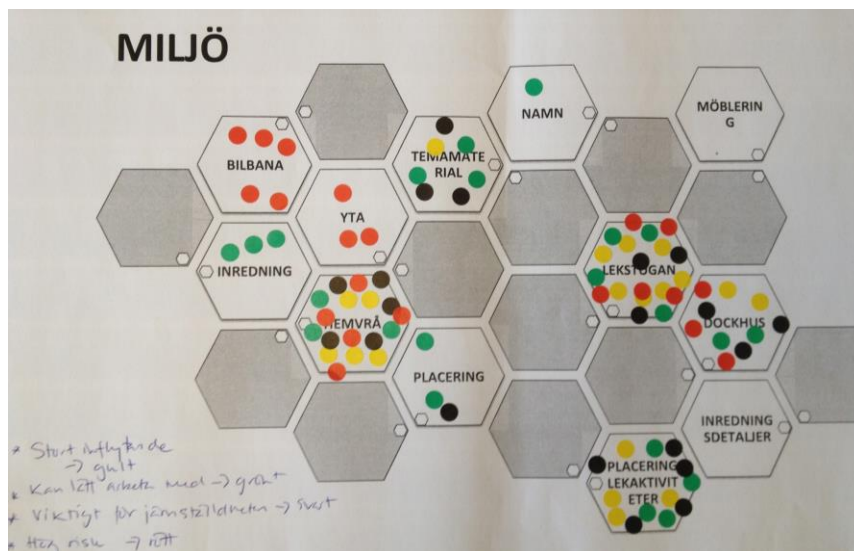 MILJÖ
NAMN
MÖBLERIN
G
BILBANA
TEMAMATE
RIAL
YTA
INREDNING
LEKSTUGAN
HEMVRÅ
DOCKHUS
PLACERING
INREDNING
SDETALJER
PLACERING
LEKAKTIVIT
ETER
* Stort inflytande
→ gult
* Kan lätt arbeta med → grönt
* Viktigt för jämställdheten → svart
* Hög risk → rött